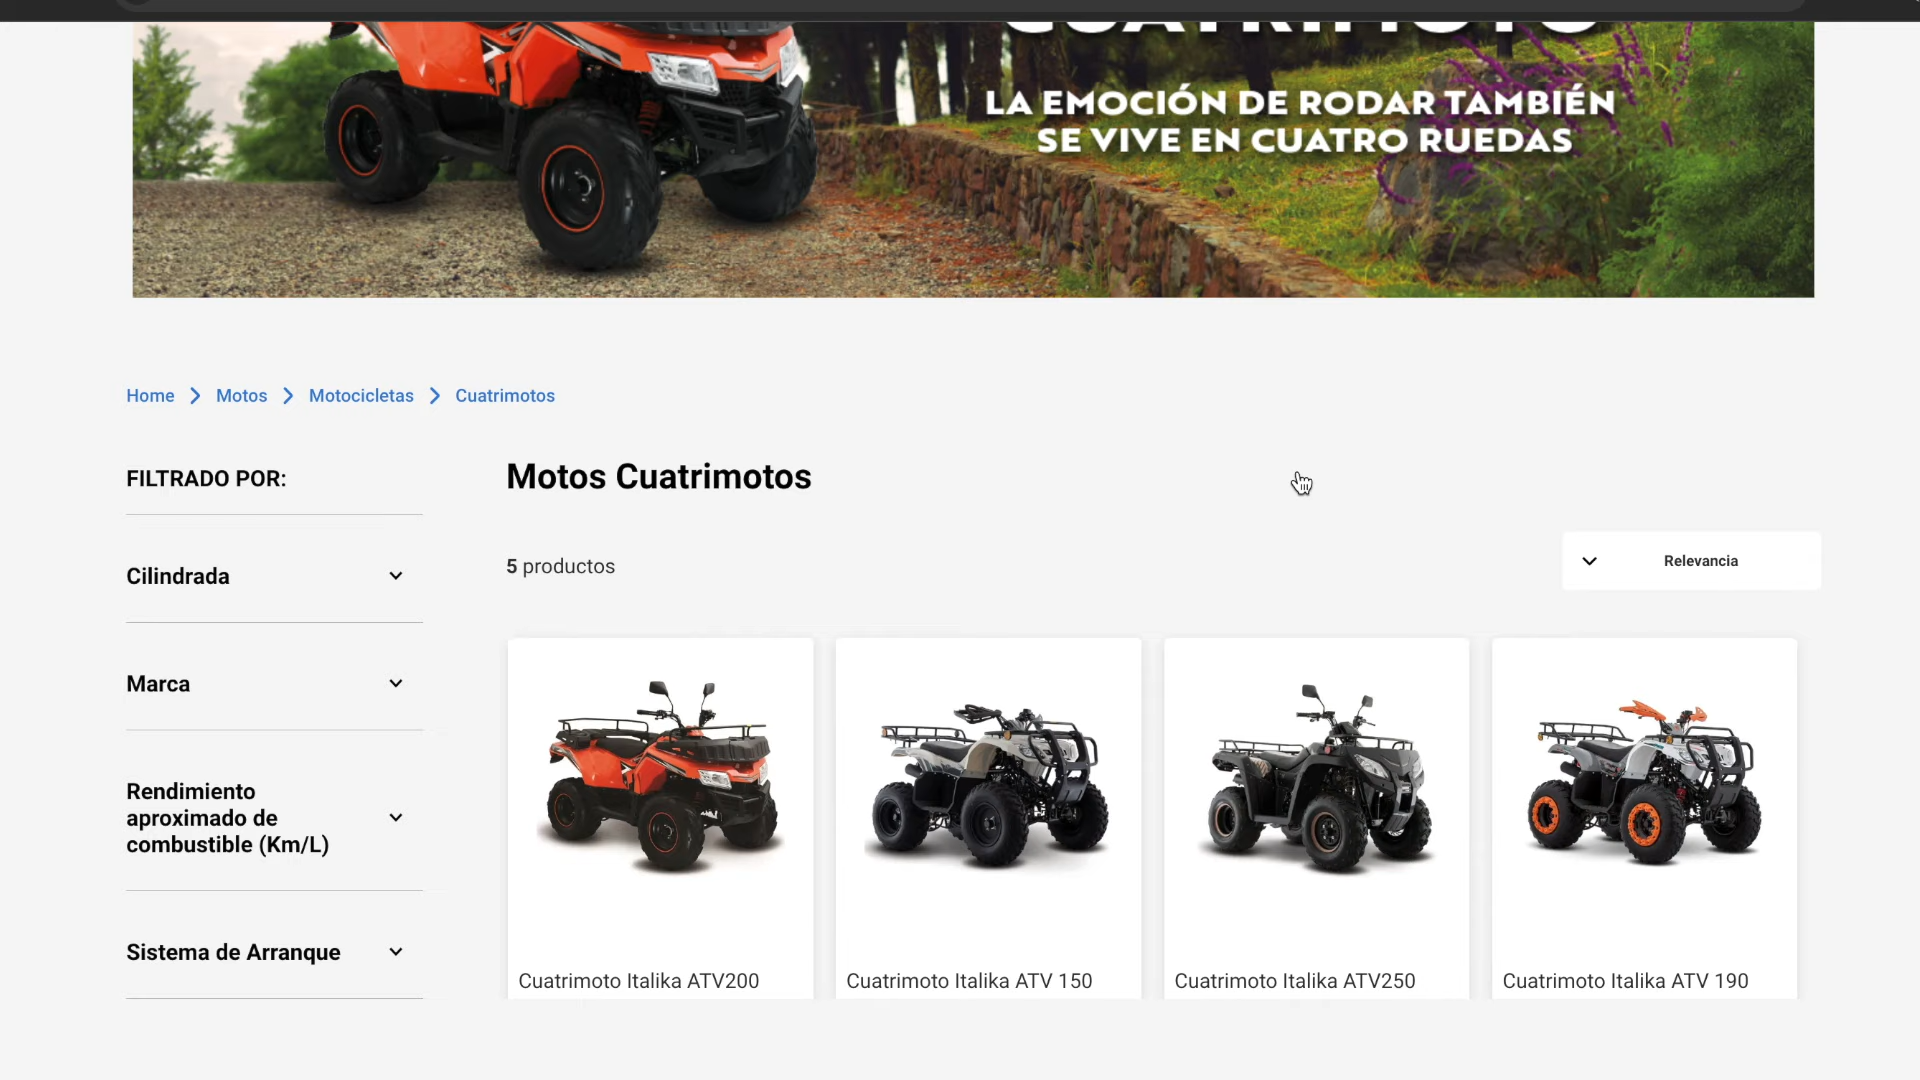 CUATRIMOTO
LA EMOCIÓN DE RODAR TAMBIÉN
SE VIVE EN CUATRO RUEDAS
Home > Motos > Motocicletas > Cuatrimotos
FILTRADO POR:
Motos Cuatrimotos
5 productos
Relevancia
Cilindrada
Marca
Rendimiento
aproximado de
combustible (Km/L)
Sistema de Arranque
Cuatrimoto Italika ATV200
Cuatrimoto Italika ATV 150
Cuatrimoto Italika ATV250
Cuatrimoto Italika ATV 190